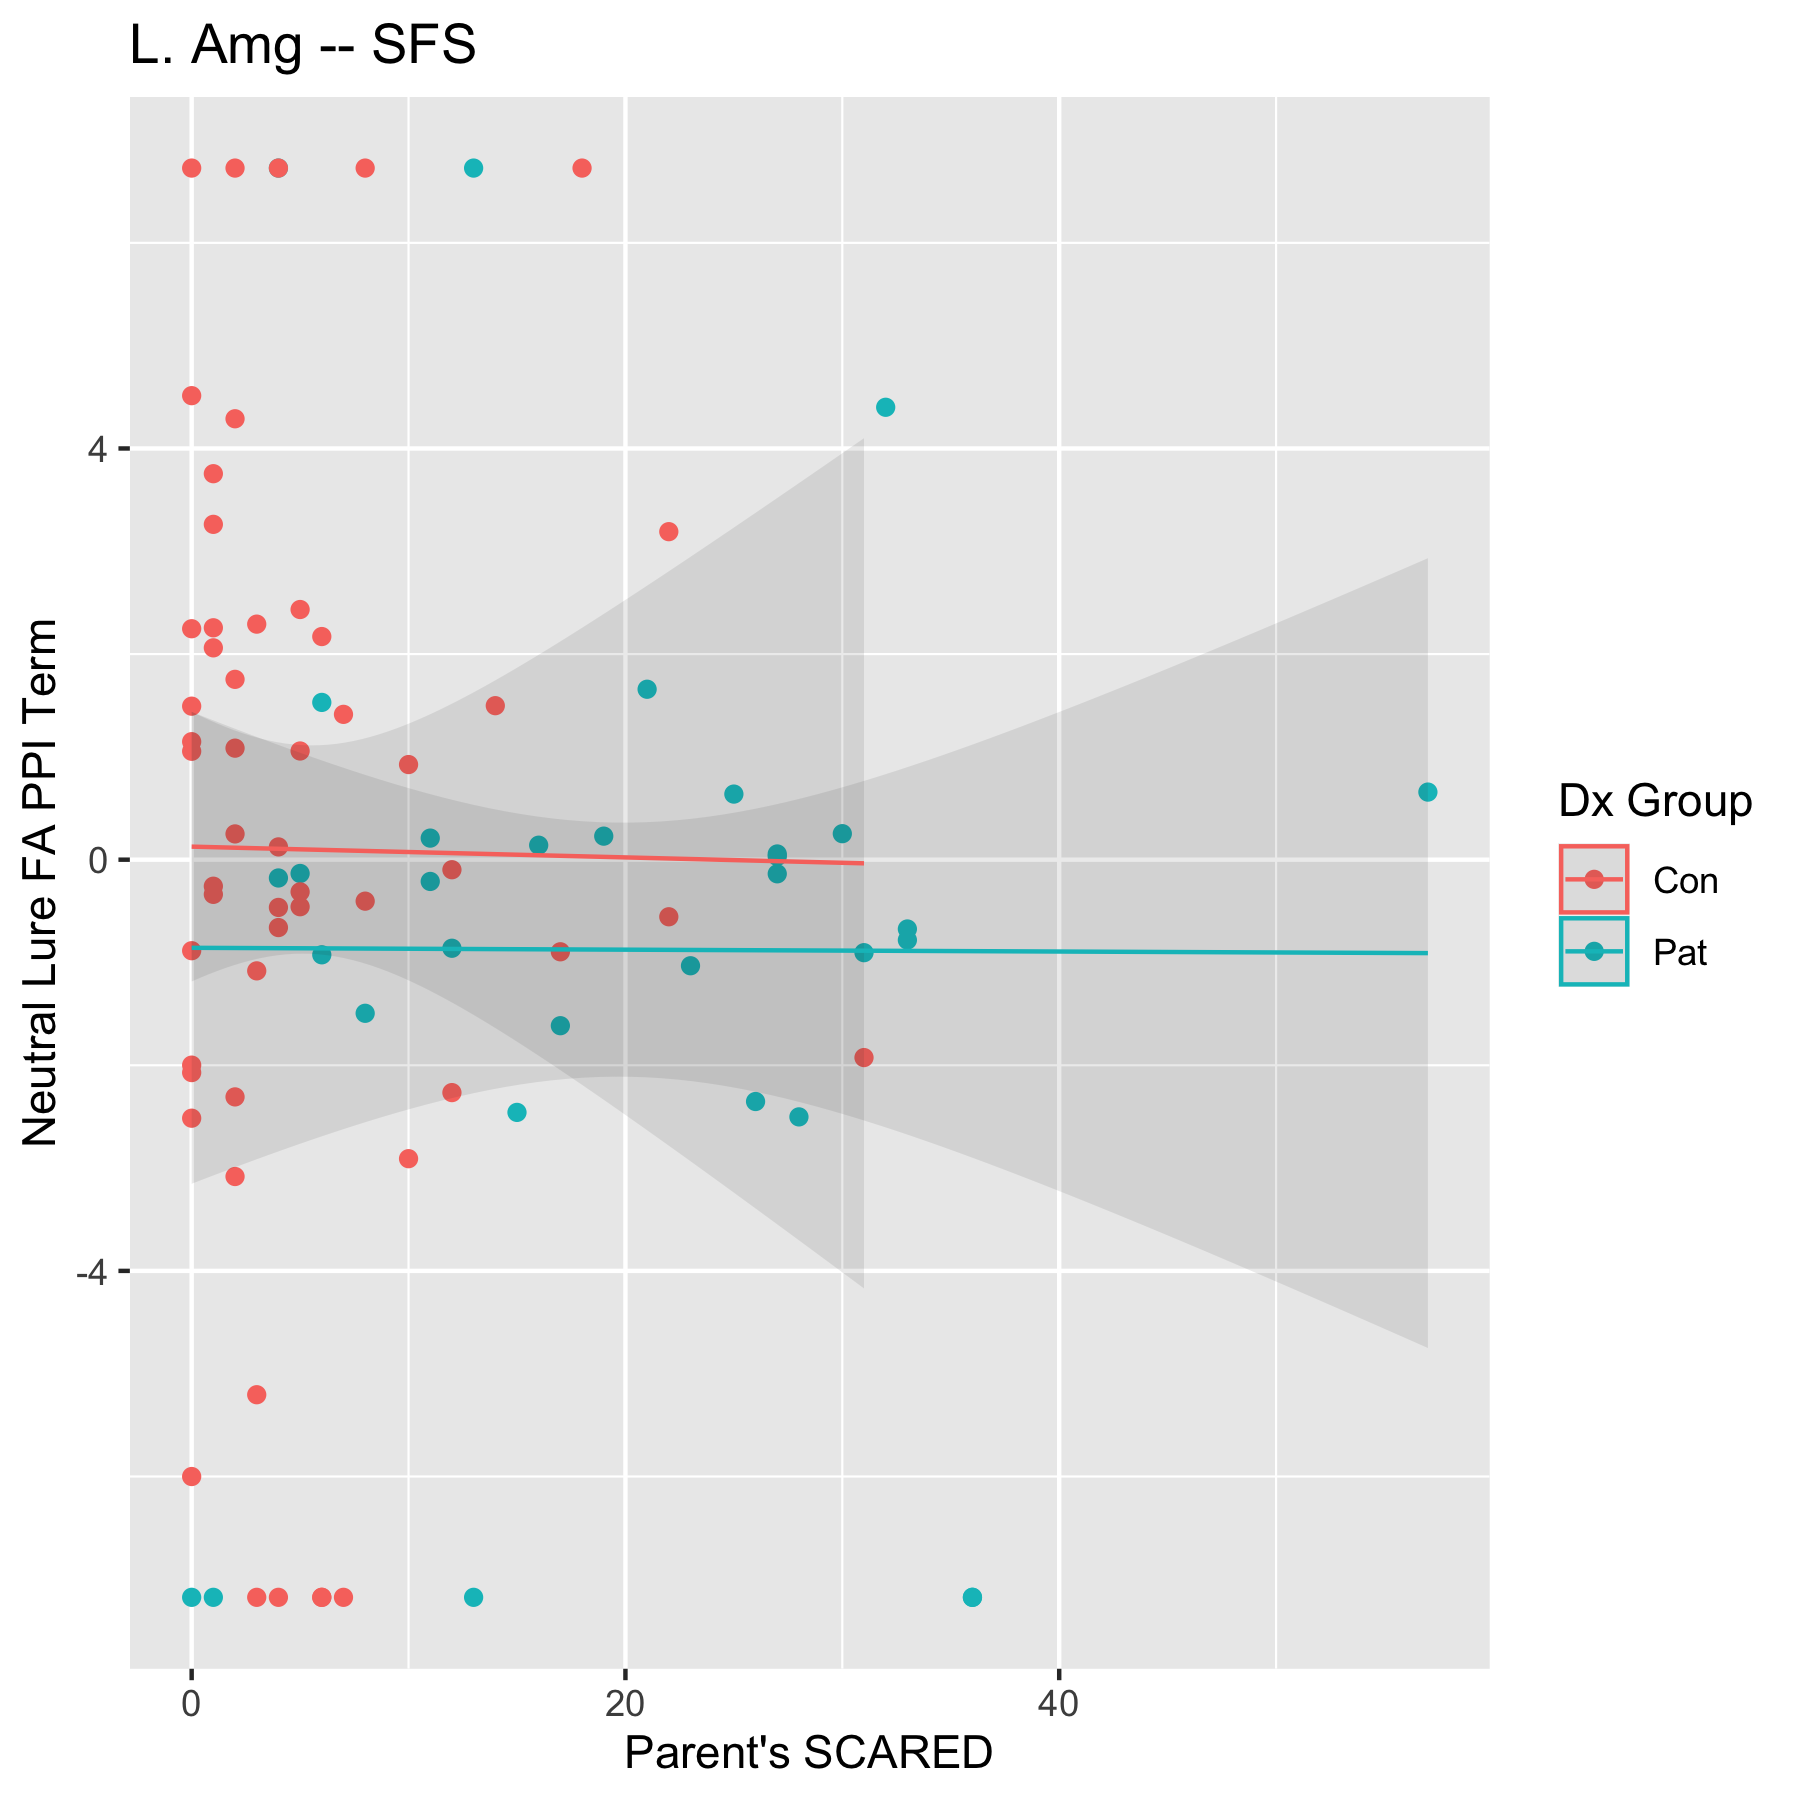 L. Amg -- SFS
Neutral Lure FA PPI Term
4
0
-4
0
20
40
Parent's SCARED
Dx Group
Con
Pat